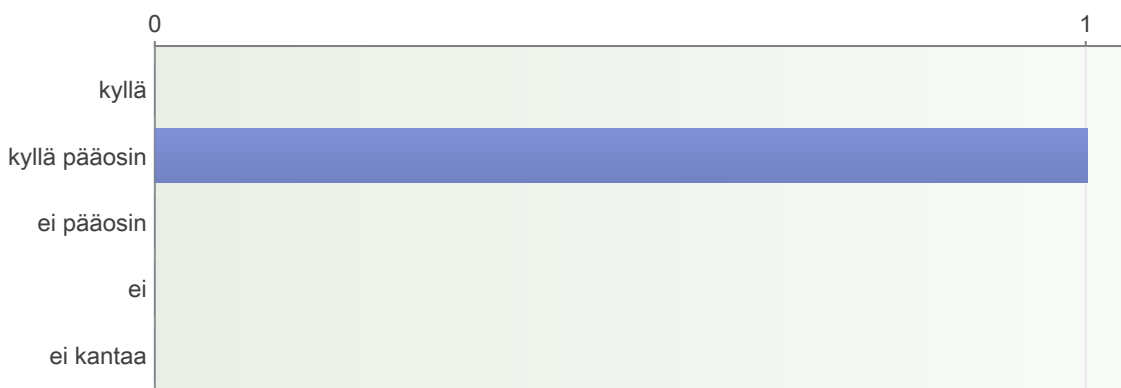 0 1
kyllä
kyllä pääosin
ei pääosin
ei
ei kantaa